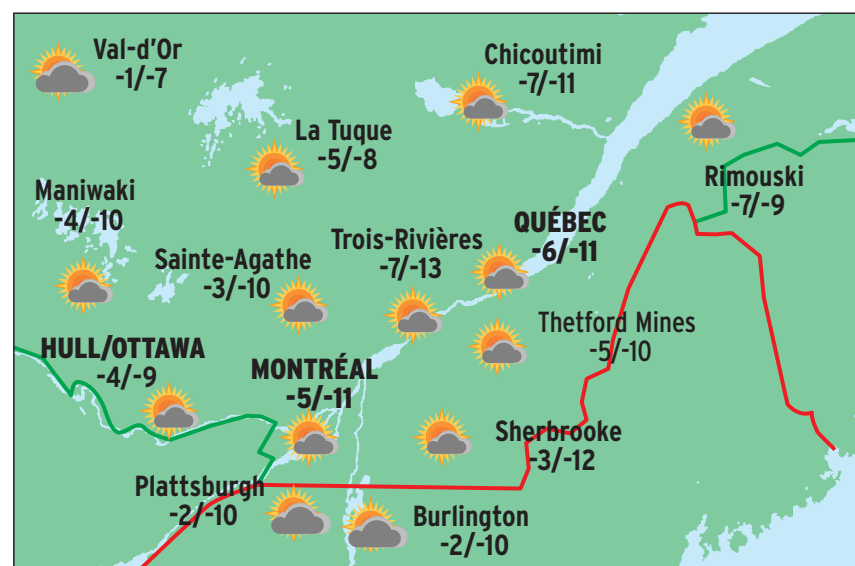 Val-d'Or
-1/-7
Chicoutimi
-7/-11
La Tuque
-5/-8
Rimouski
-7/-9
Maniwaki
-4/-10
QUÉBEC
-6/-11
Trois-Rivières
-7/-13
Sainte-Agathe
-3/-10
Thetford Mines
-5/-10
HULL/OTTAWA
-4/-9
MONTRÉAL
-5/-11
Sherbrooke
-3/-12
Plattsburgh
-2/-10
Burlington
-2/-10